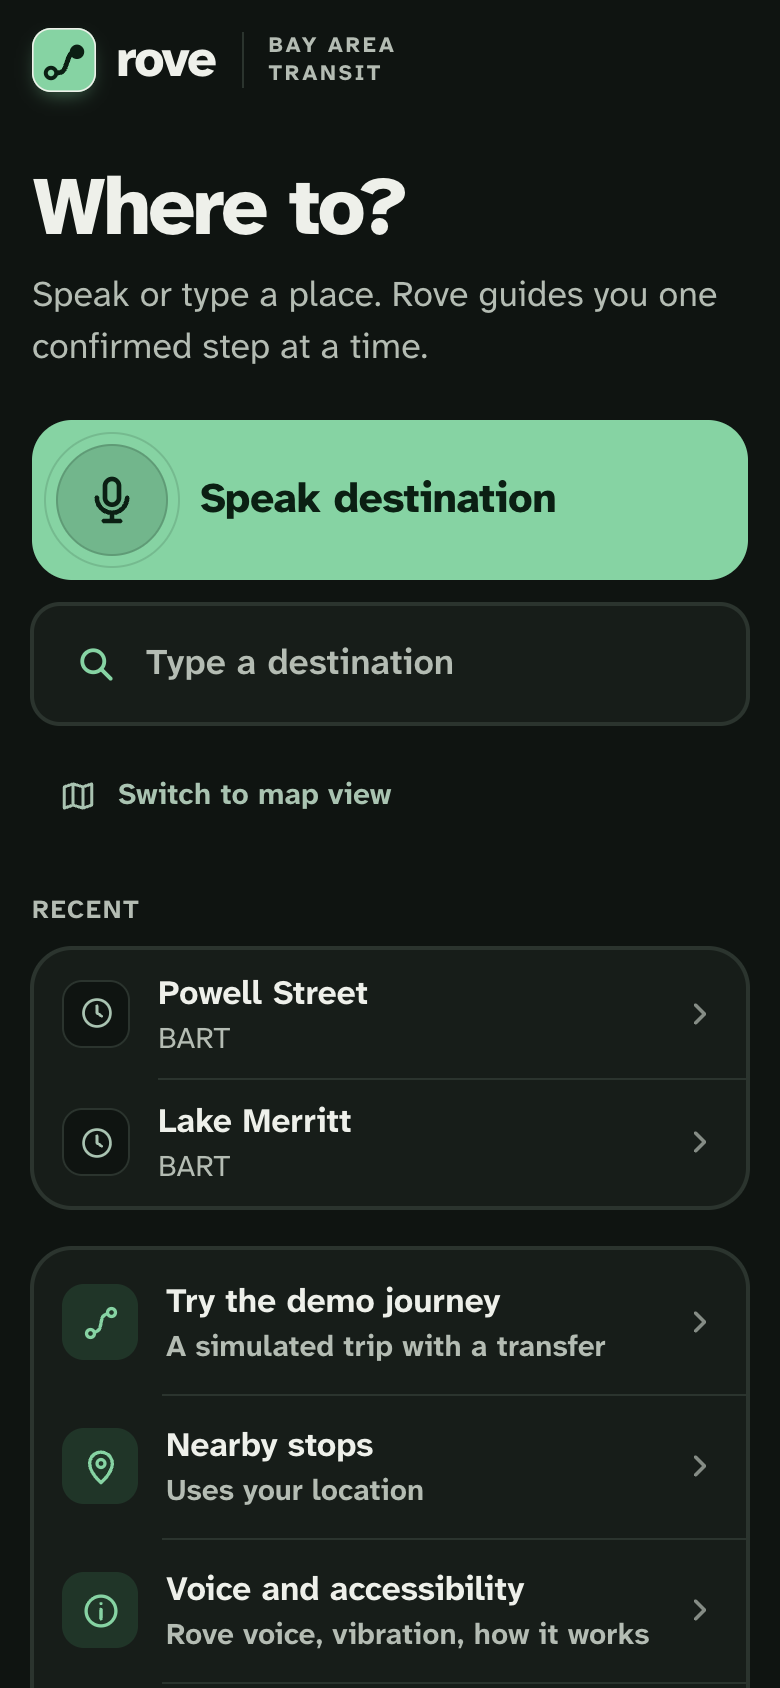 rove
BAY AREA
TRANSIT
Where to?
Speak or type a place. Rove guides you one
confirmed step at a time.
Speak destination
Type a destination
Switch to map view
RECENT
Powell Street
BART
Lake Merritt
BART
Try the demo journey
A simulated trip with a transfer
Nearby stops
Uses your location
Voice and accessibility
Rove voice, vibration, how it works